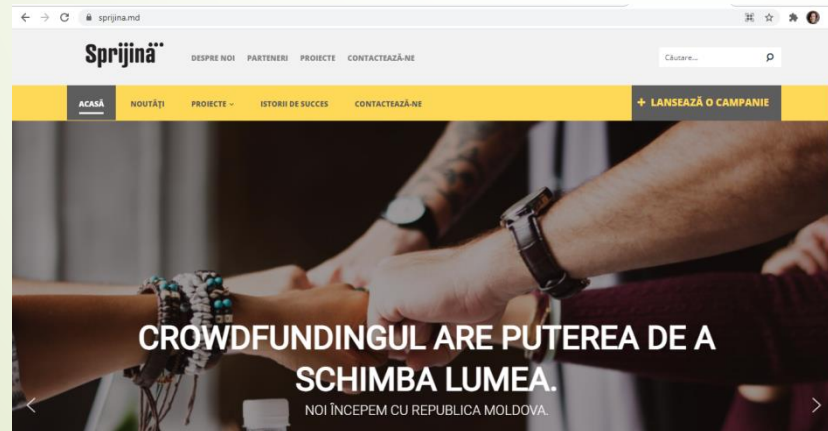 sprijina.md
Sprijină
DESPRE NOI PARTENERI PROIECTE CONTACTEAZĂ-NE
Căutare...
ACASĂ NOUTĂȚI PROIECTE ISTORII DE SUCCES CONTACTEAZĂ-NE
+ LANSEAZĂ O CAMPANIE
CROWDFUNDINGUL ARE PUTEREA DE A
SCHIMBA LUMEA.
NOI ÎNCEPEM CU REPUBLICA MOLDOVA.